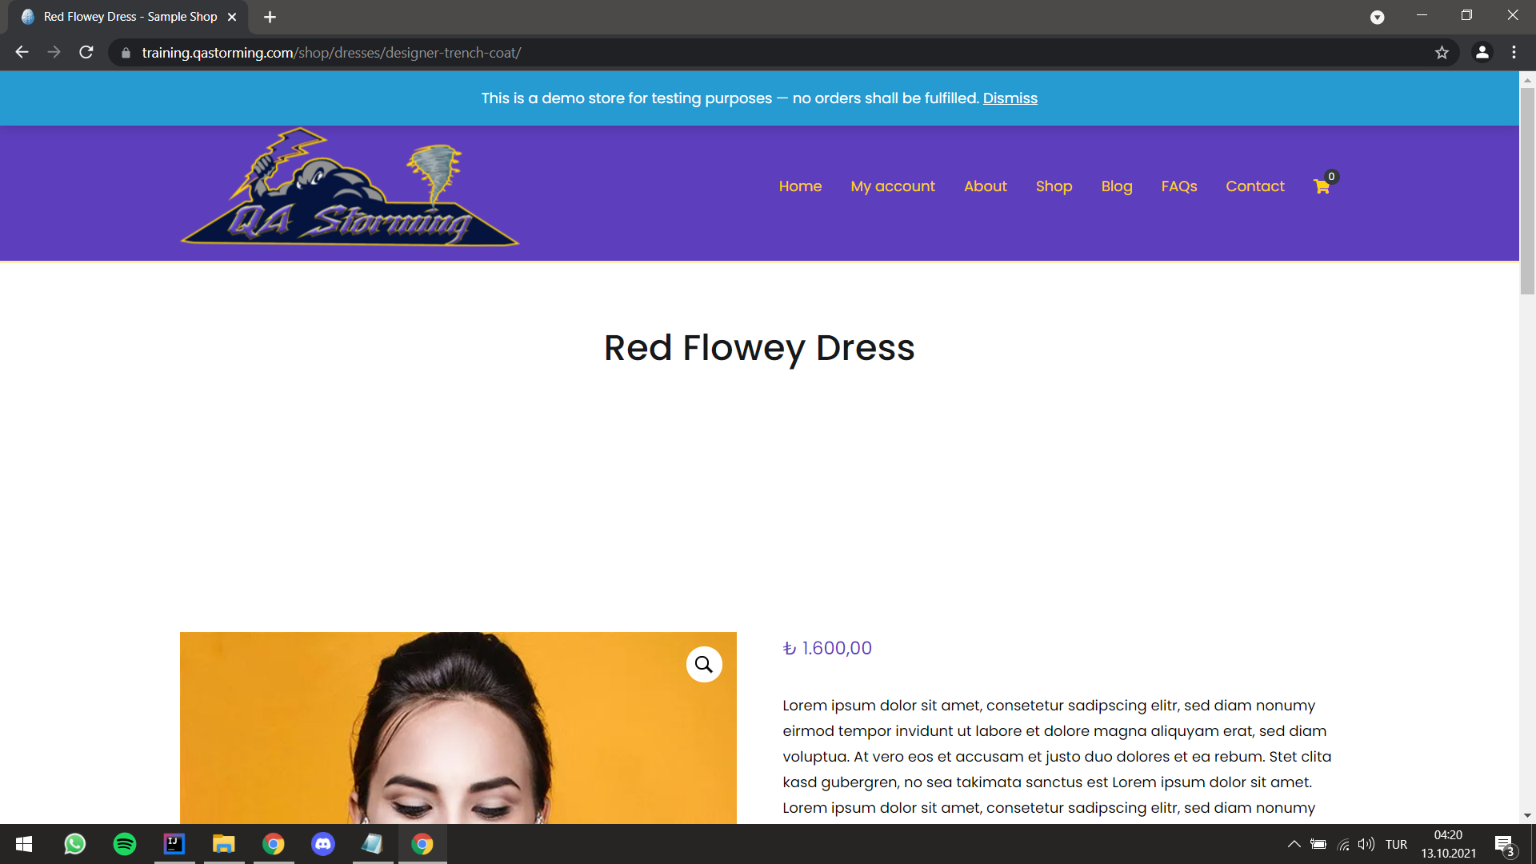 Red Flowey Dress - Sample Shop
training.qastorming.com/shop/dresses/designer-trench-coat/
This is a demo store for testing purposes — no orders shall be fulfilled. Dismiss
QA Storming
Home My account About Shop Blog FAQs Contact 0
Red Flowey Dress
₺ 1.600,00
Lorem ipsum dolor sit amet, consetetur sadipscing elitr, sed diam nonumy
eirmod tempor invidunt ut labore et dolore magna aliquyam erat, sed diam
voluptua. At vero eos et accusam et justo duo dolores et ea rebum. Stet clita
kasd gubergren, no sea takimata sanctus est Lorem ipsum dolor sit amet.
Lorem ipsum dolor sit amet, consetetur sadipscing elitr, sed diam nonumy
IJ
TUR
04:20
13.10.2021
3